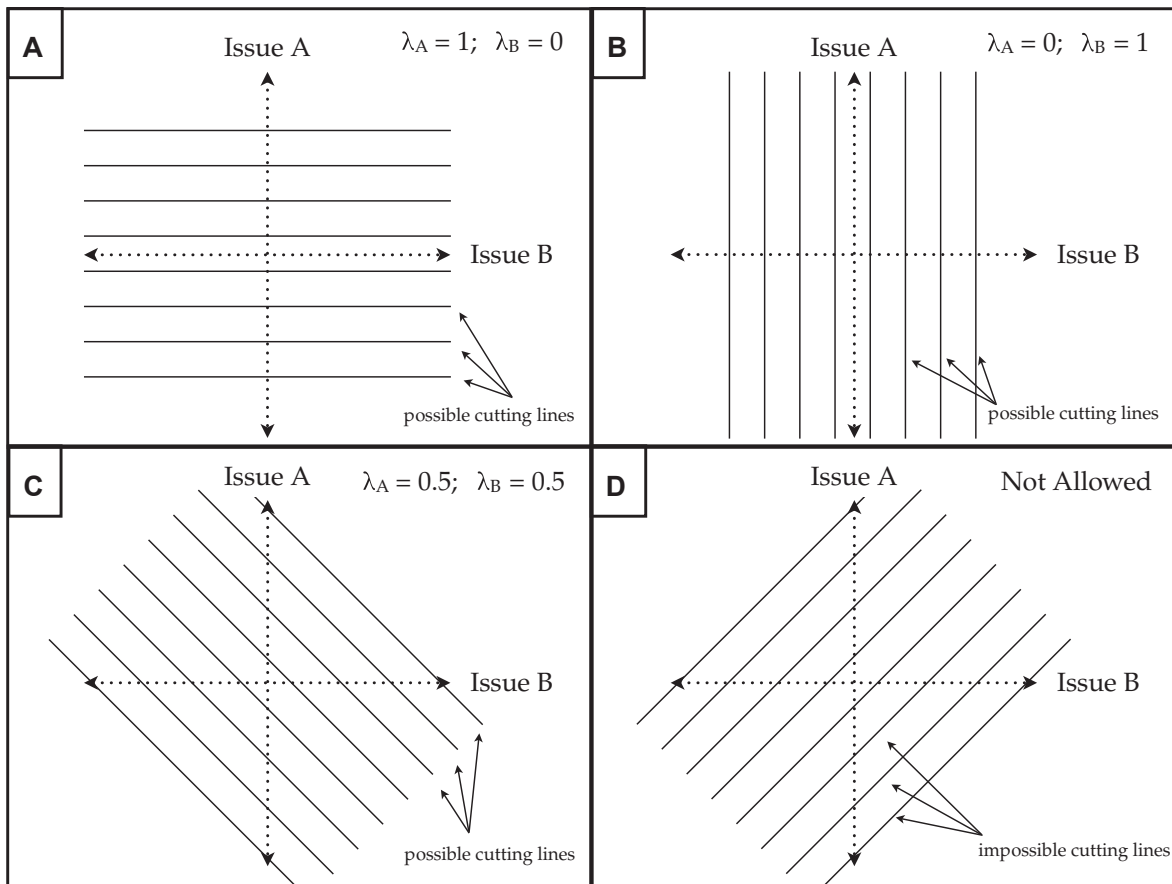 A
Issue A
λA = 1; λB = 0
Issue B
possible cutting lines
B
Issue A
λA = 0; λB = 1
Issue B
possible cutting lines
C
Issue A
λA = 0.5; λB = 0.5
Issue B
possible cutting lines
D
Issue A
Not Allowed
Issue B
impossible cutting lines